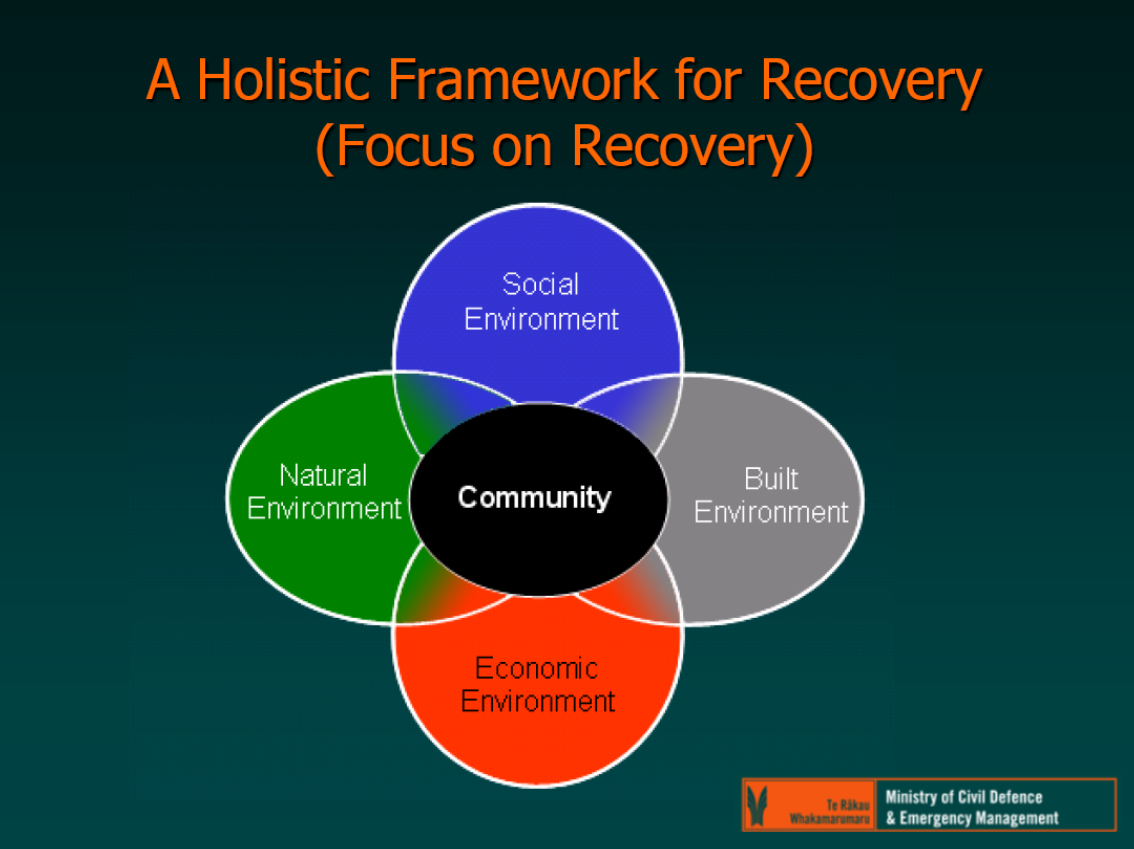 A Holistic Framework for Recovery
(Focus on Recovery)
Social
Environment
Natural
Environment
Community
Built
Environment
Economic
Environment
Te Rākau
Whakamarumaru
Ministry of Civil Defence
& Emergency Management